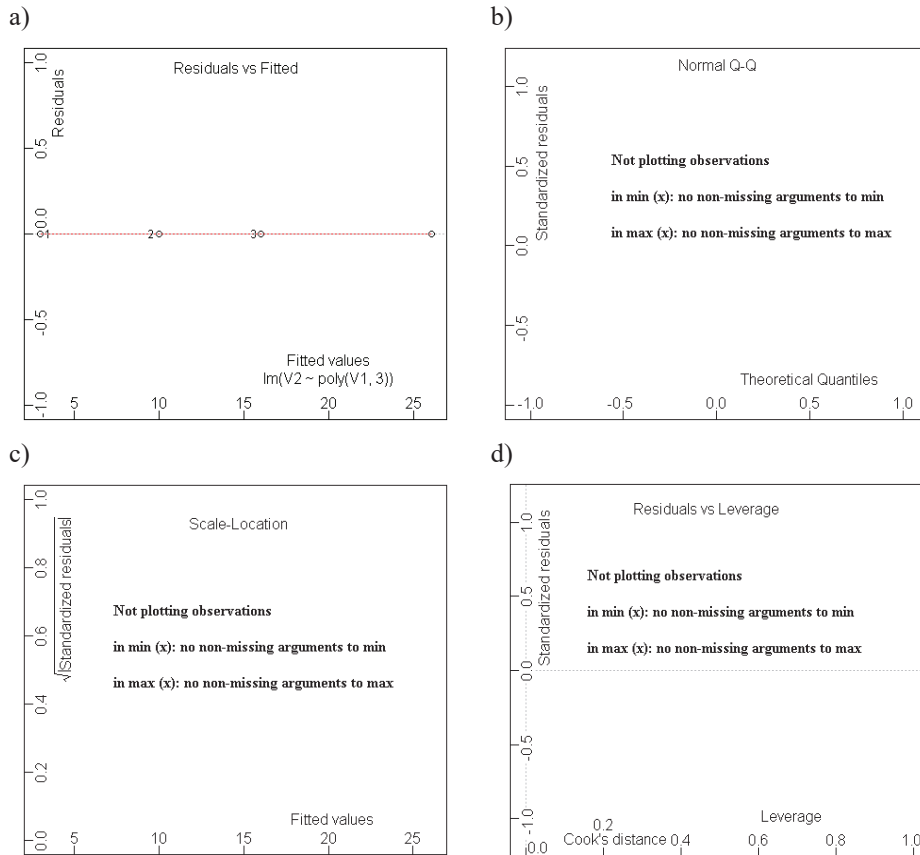 a)
Residuals vs Fitted
Residuals
1.0
0.5
0.0
-0.5
-1.0
1
2
3
Fitted values
lm(V2 ~ poly(V1, 3))
5 10 15 20 25
b)
Normal Q-Q
Standardized residuals
1.0
0.5
0.0
-0.5
Not plotting observations
in min (x): no non-missing arguments to min
in max (x): no non-missing arguments to max
Theoretical Quantiles
-1.0 -0.5 0.0 0.5 1.0
c)
Scale-Location
√|Standardized residuals|
1.0
0.8
0.6
0.4
0.2
0.0
Not plotting observations
in min (x): no non-missing arguments to min
in max (x): no non-missing arguments to max
Fitted values
5 10 15 20 25
d)
Residuals vs Leverage
Standardized residuals
1.0
0.5
0.0
-0.5
-1.0
Not plotting observations
in min (x): no non-missing arguments to min
in max (x): no non-missing arguments to max
Leverage
Cook's distance
0.0 0.2 0.4 0.6 0.8 1.0